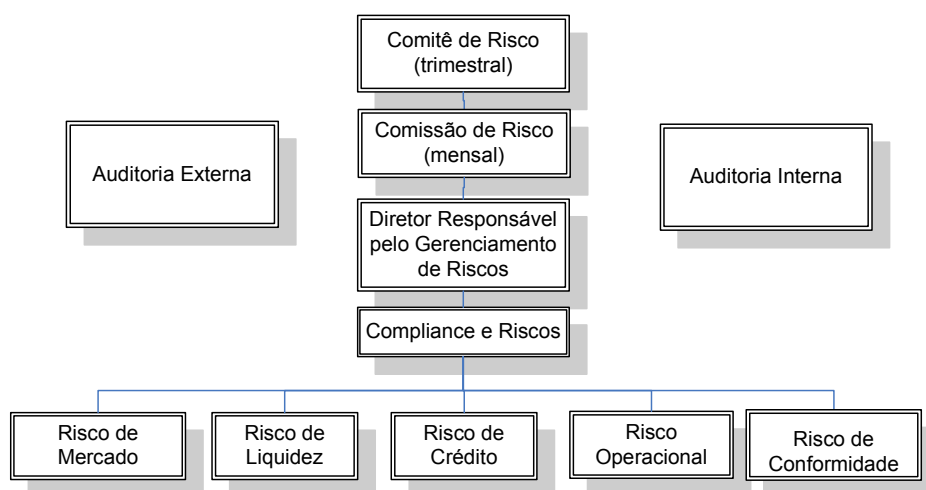 Comitê de Risco
(trimestral)
Comissão de Risco
(mensal)
Auditoria Externa
Auditoria Interna
Diretor Responsável
pelo Gerenciamento
de Riscos
Compliance e Riscos
Risco de
Mercado
Risco de
Liquidez
Risco de
Crédito
Risco
Operacional
Risco de
Conformidade